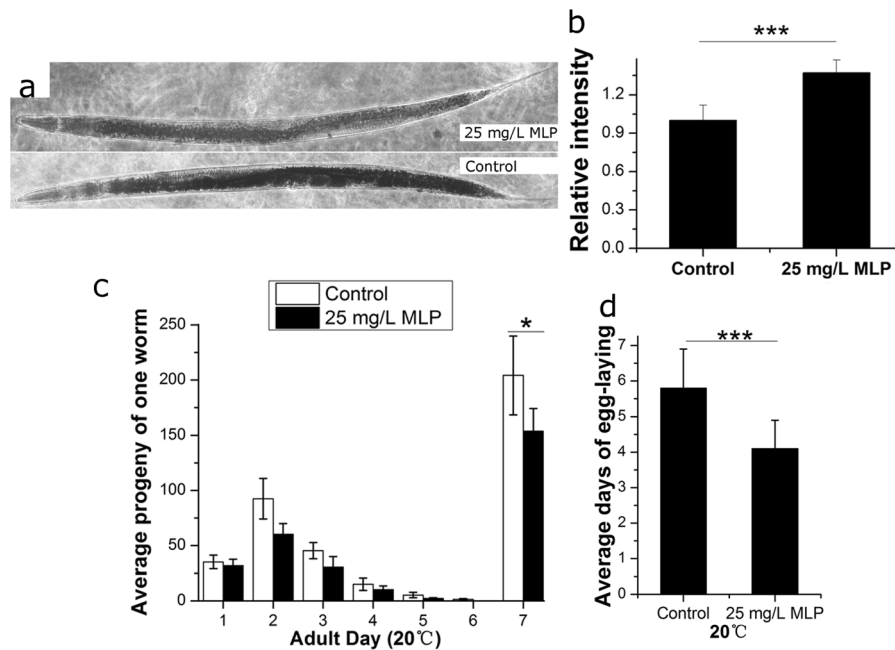 a
25 mg/L MLP
Control
b
***
Relative intensity
1.2
0.9
0.6
0.3
0.0
Control
25 mg/L MLP
c
Control
25 mg/L MLP
*
Average progeny of one worm
250
200
150
100
50
0
1 2 3 4 5 6 7
Adult Day (20℃)
d
***
Average days of egg-laying
7
6
5
4
3
2
1
0
Control
25 mg/L MLP
20℃